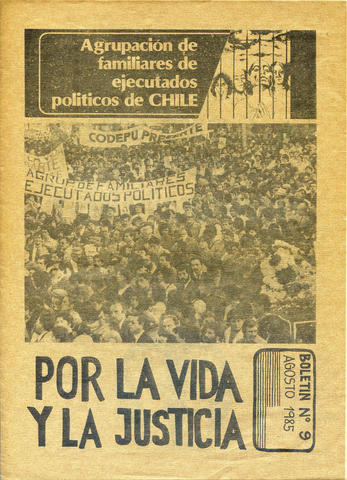 Agrupación de
familiares de
ejecutados
politicos de CHILE
CODEPU PRESENTE
AGRUP DE FAMILIARES
EJECUTADOS POLITICOS
POR LA VIDA
Y LA JUSTICIA
BOLETIN Nº 9
AGOSTO 1985